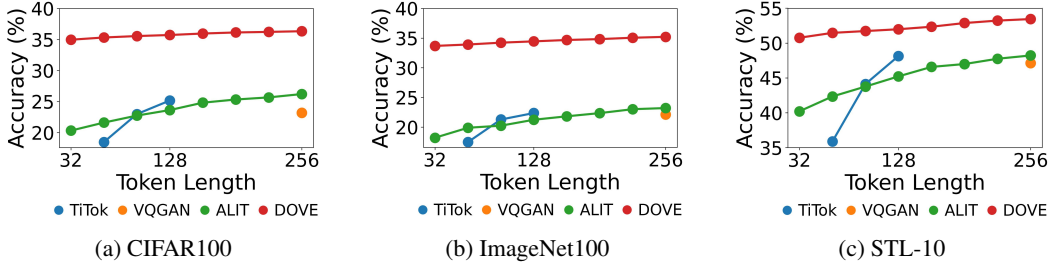 40
35
30
25
20
Accuracy (%)
32 128 256
Token Length
TiTok VQGAN ALIT DOVE
(a) CIFAR100
40
35
30
25
20
Accuracy (%)
32 128 256
Token Length
TiTok VQGAN ALIT DOVE
(b) ImageNet100
55
50
45
40
35
Accuracy (%)
32 128 256
Token Length
TiTok VQGAN ALIT DOVE
(c) STL-10